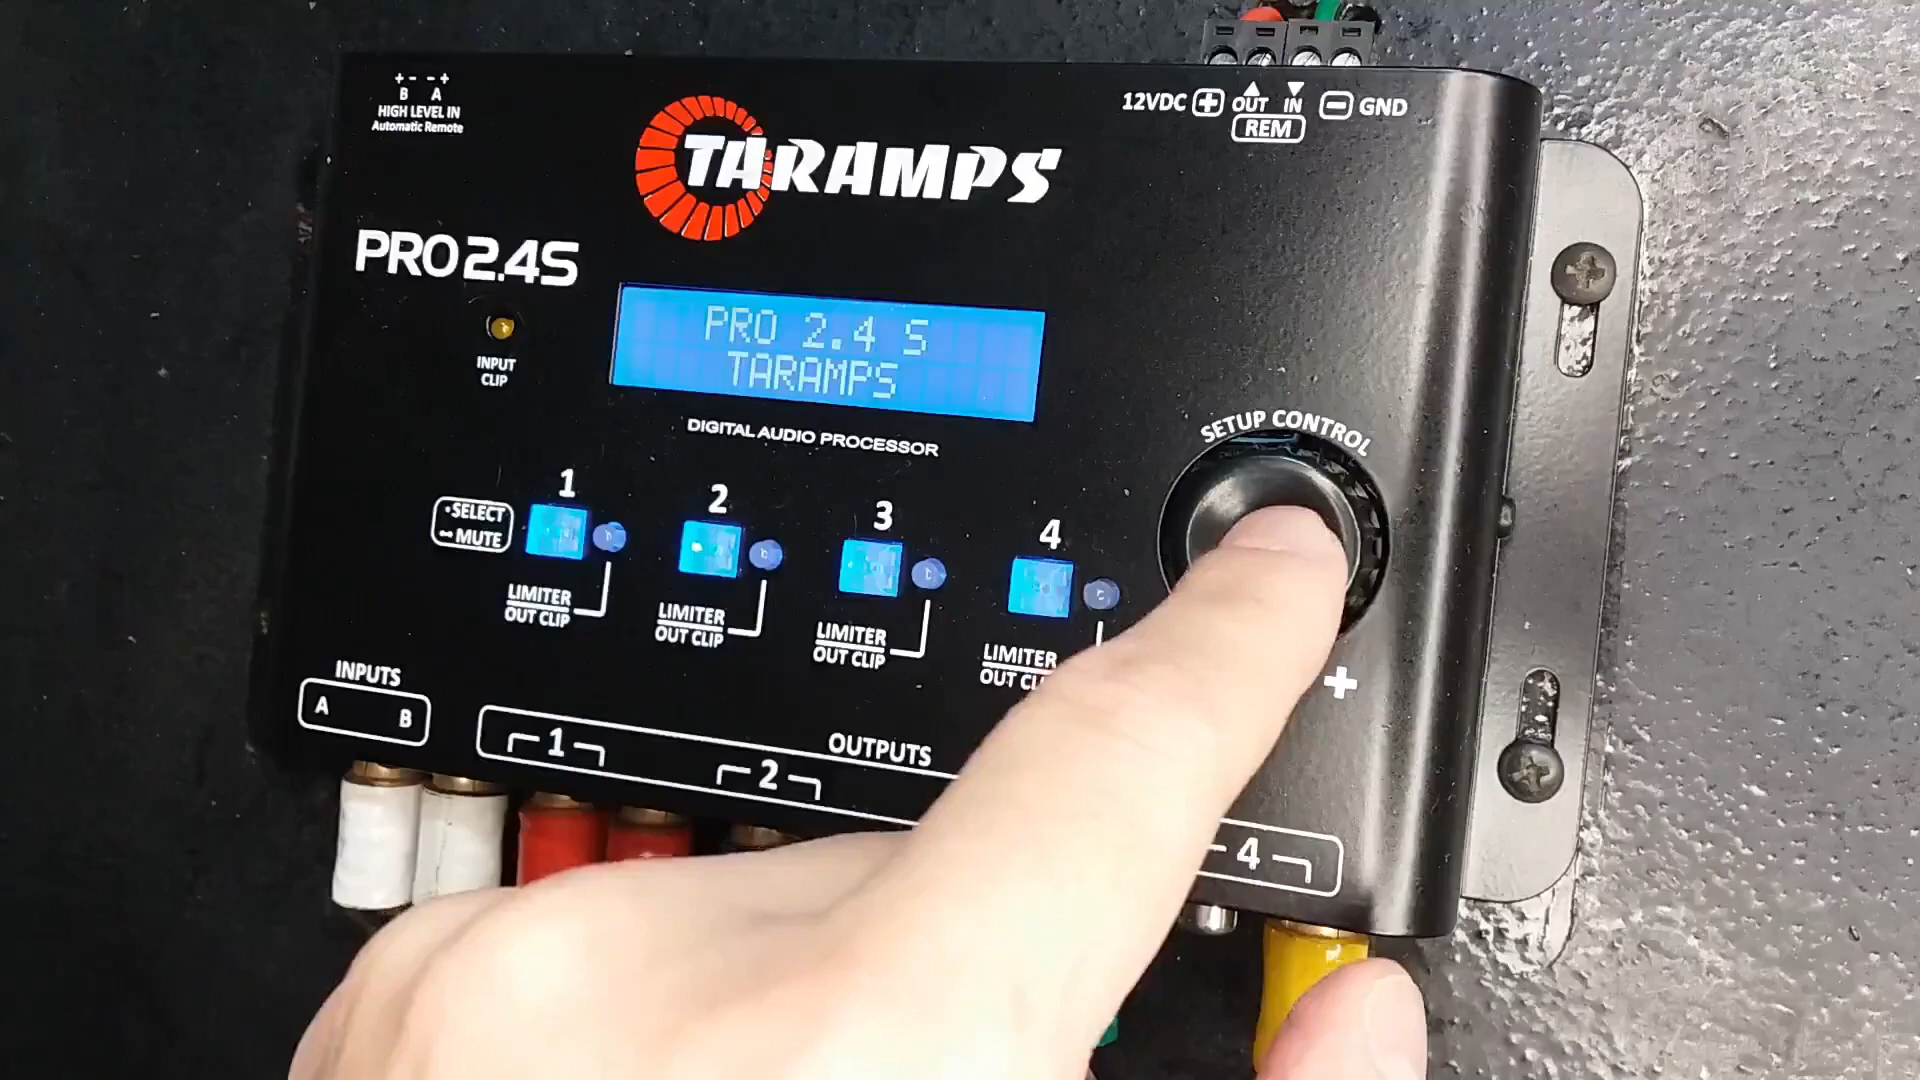 + - - +
B A
HIGH LEVEL IN
Automatic Remote
TARAMPS
12VDC + OUT IN - GND
REM
PRO 2.4S
INPUT
CLIP
PRO 2.4 S
TARAMPS
DIGITAL AUDIO PROCESSOR
SETUP CONTROL
SELECT
MUTE
1
2
3
4
LIMITER
OUT CLIP
LIMITER
OUT CLIP
LIMITER
OUT CLIP
LIMITER
+
INPUTS
A B
OUTPUTS
1
2
4